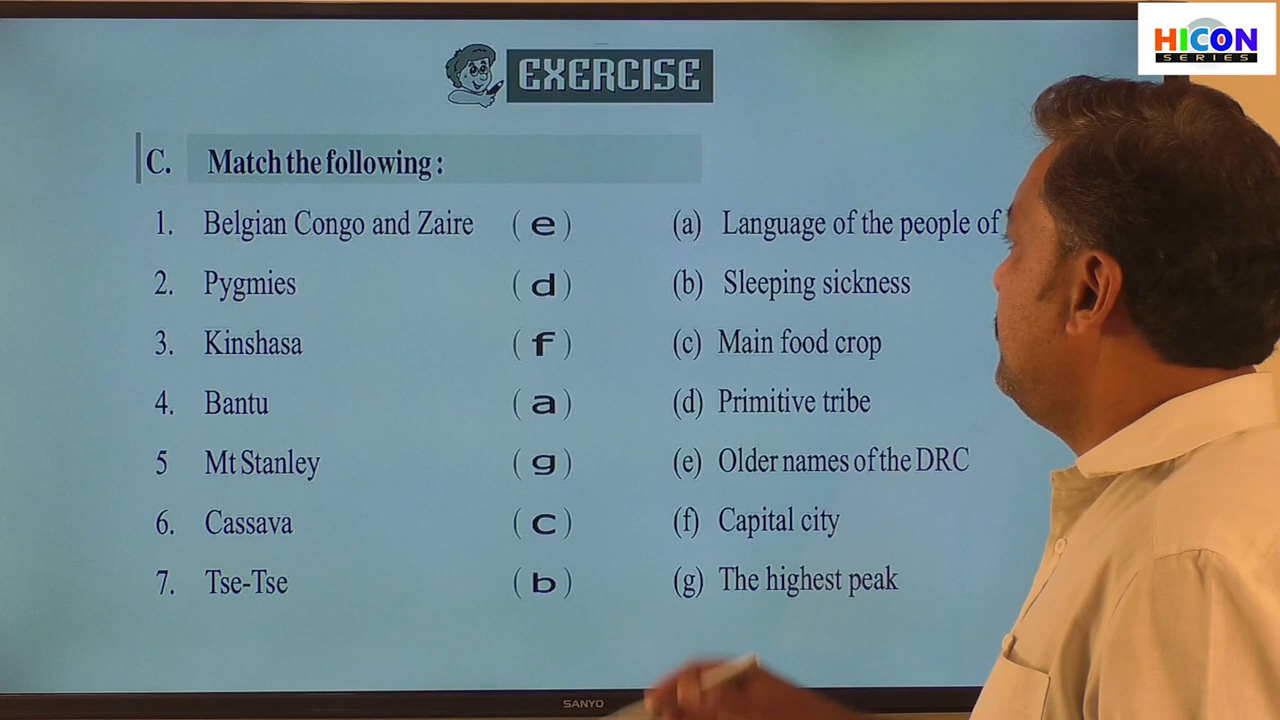 HICON
SERIES
EXERCISE
C. Match the following :
1. Belgian Congo and Zaire ( e ) (a) Language of the people of
2. Pygmies ( d ) (b) Sleeping sickness
3. Kinshasa ( f ) (c) Main food crop
4. Bantu ( a ) (d) Primitive tribe
5 Mt Stanley ( g ) (e) Older names of the DRC
6. Cassava ( c ) (f) Capital city
7. Tse-Tse ( b ) (g) The highest peak
SANYO